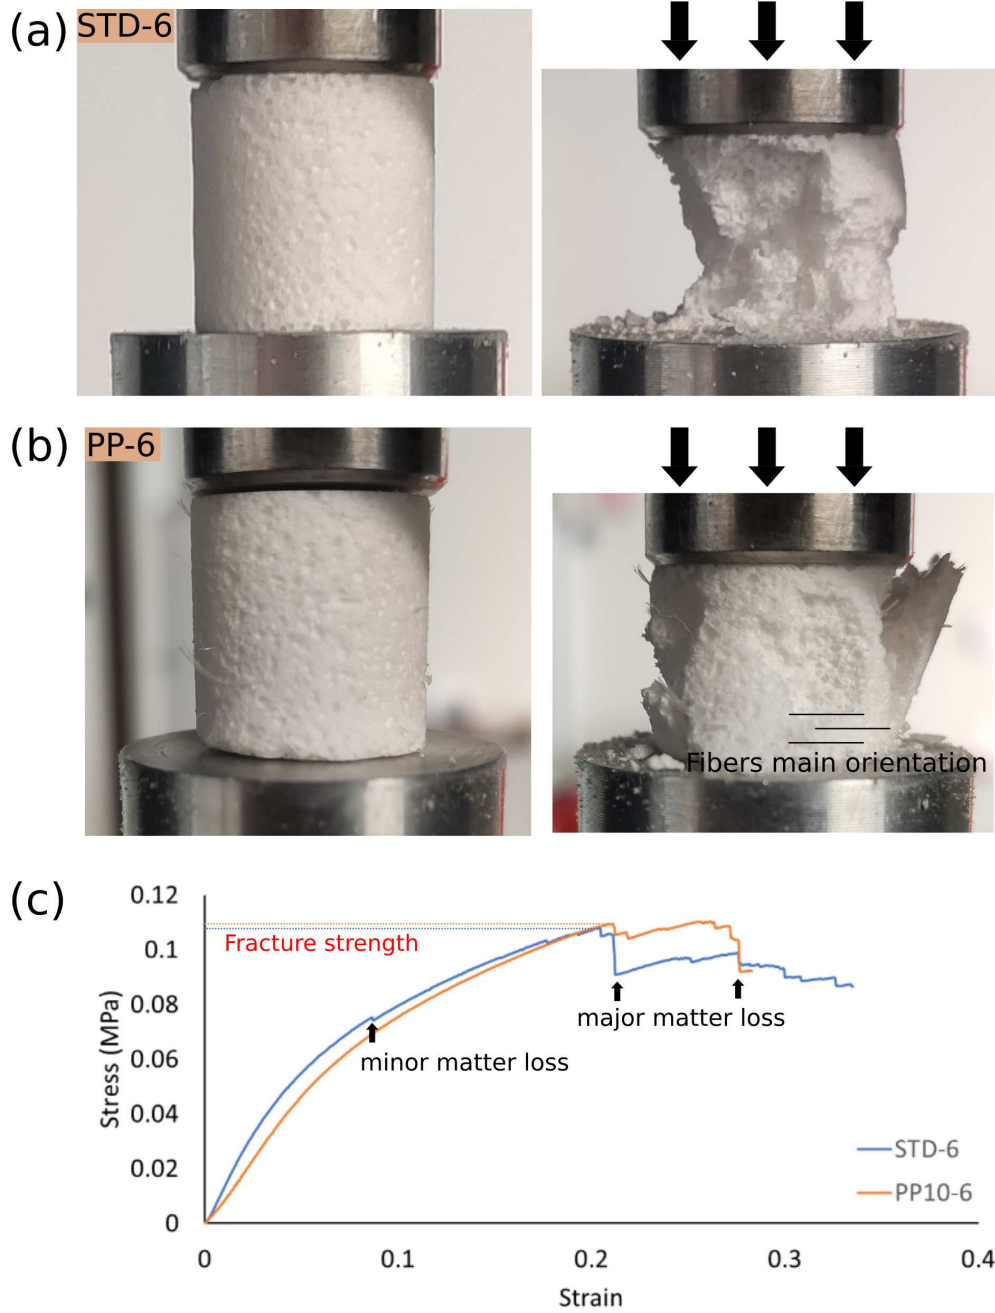 (a)
STD-6
(b)
PP-6
Fibers main orientation
(c)
0.12
0.1
0.08
0.06
0.04
0.02
0
Stress (MPa)
Fracture strength
minor matter loss
major matter loss
STD-6
PP10-6
0
0.1
0.2
0.3
0.4
Strain